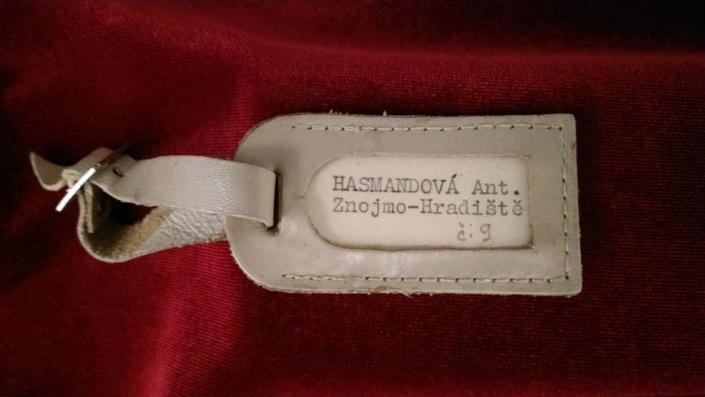 HASMANDOVÁ Ant.
Znojmo-Hradiště
č. 9